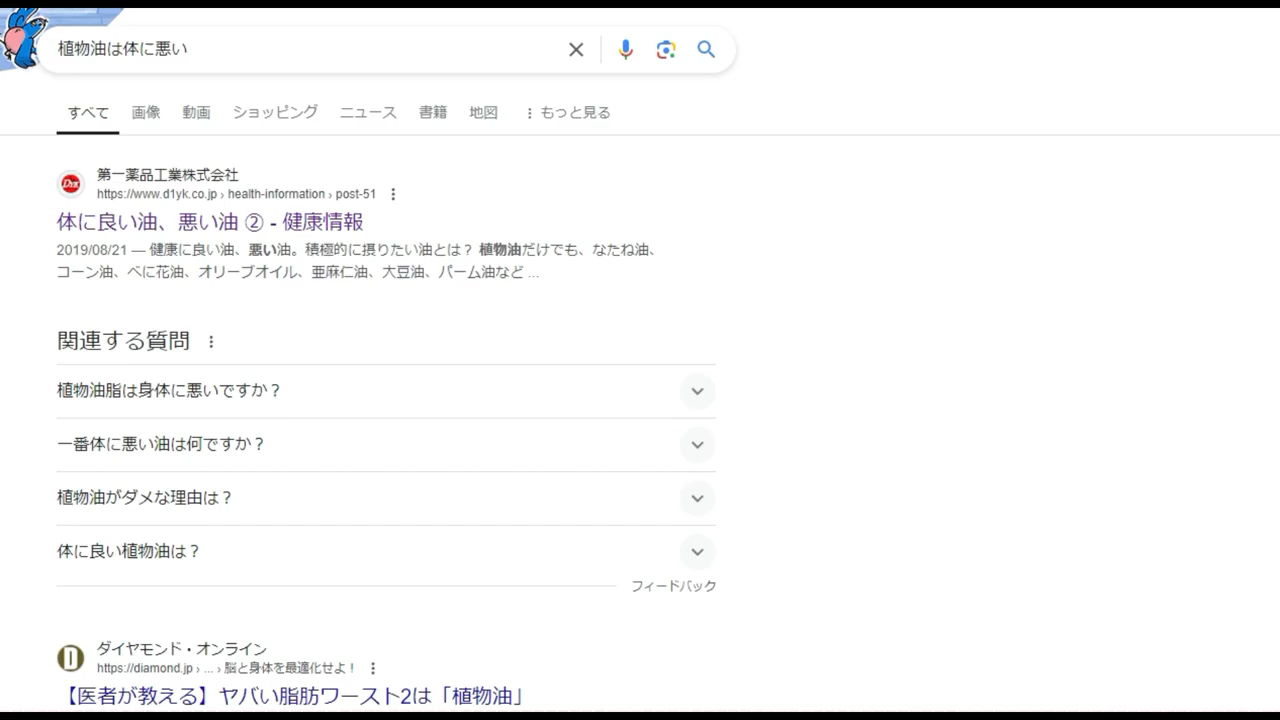 植物油は体に悪い
すべて 画像 動画 ショッピング ニュース 書籍 地図 もっと見る
第一薬品工業株式会社
https://www.d1yk.co.jp › health-information › post-51
体に良い油、悪い油 ② - 健康情報
2019/08/21 — 健康に良い油、悪い油。積極的に摂りたい油とは？ 植物油だけでも、なたね油、
コーン油、べに花油、オリーブオイル、亜麻仁油、大豆油、パーム油など ...
関連する質問
植物油脂は身体に悪いですか？
一番体に悪い油は何ですか？
植物油がダメな理由は？
体に良い植物油は？
フィードバック
ダイヤモンド・オンライン
https://diamond.jp › ... › 脳と身体を最適化せよ！
【医者が教える】ヤバい脂肪ワースト2は「植物油」